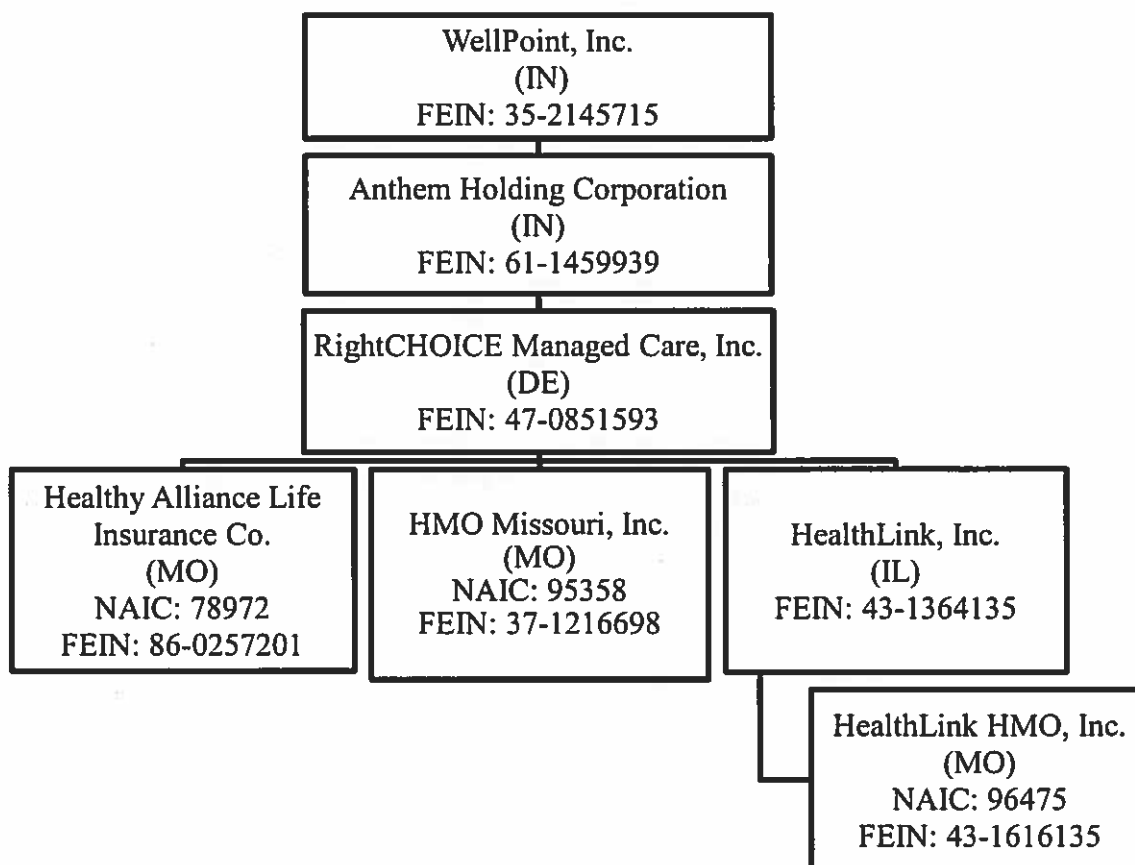 WellPoint, Inc.
(IN)
FEIN: 35-2145715
Anthem Holding Corporation
(IN)
FEIN: 61-1459939
RightCHOICE Managed Care, Inc.
(DE)
FEIN: 47-0851593
Healthy Alliance Life
Insurance Co.
(MO)
NAIC: 78972
FEIN: 86-0257201
HMO Missouri, Inc.
(MO)
NAIC: 95358
FEIN: 37-1216698
HealthLink, Inc.
(IL)
FEIN: 43-1364135
HealthLink HMO, Inc.
(MO)
NAIC: 96475
FEIN: 43-1616135